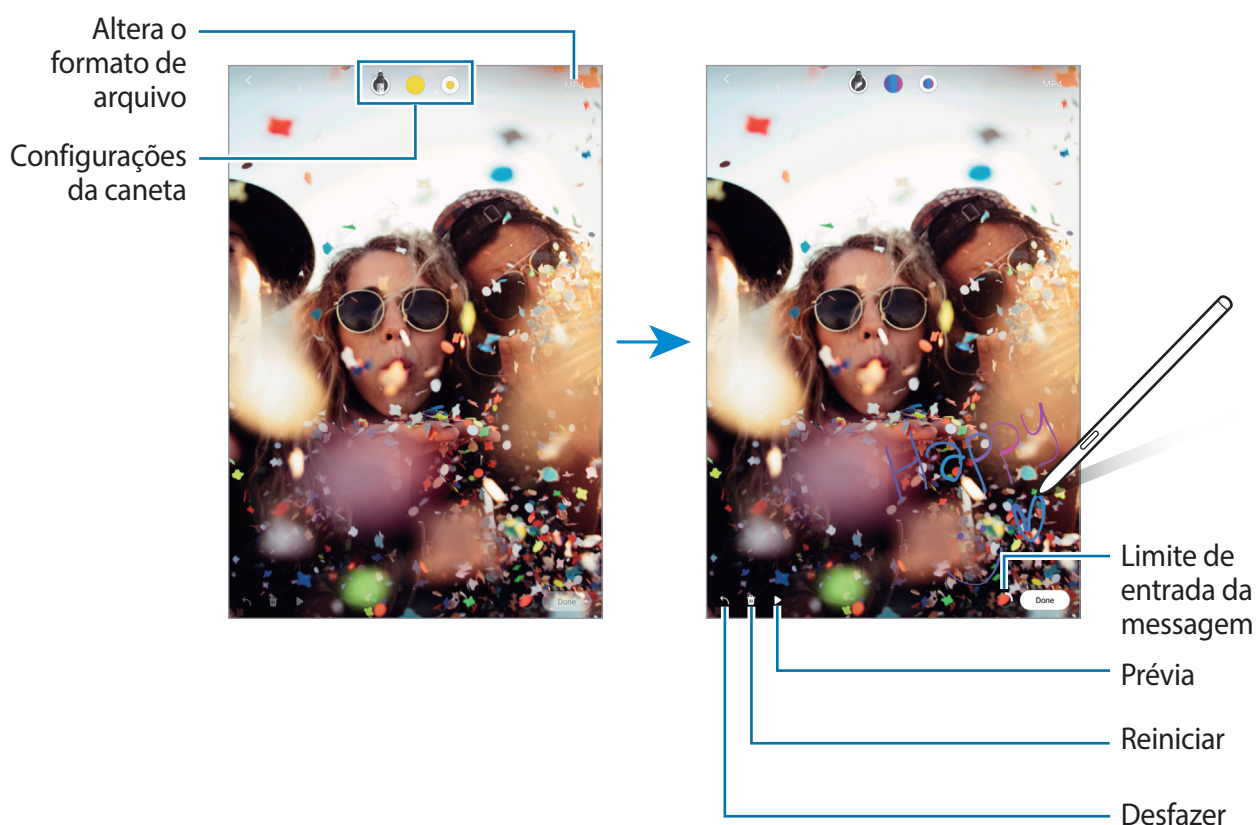 Altera o
formato de
arquivo
Configurações
da caneta
MP4
Done
MP4
Happy
Done
Limite de
entrada da
messagem
Prévia
Reiniciar
Desfazer